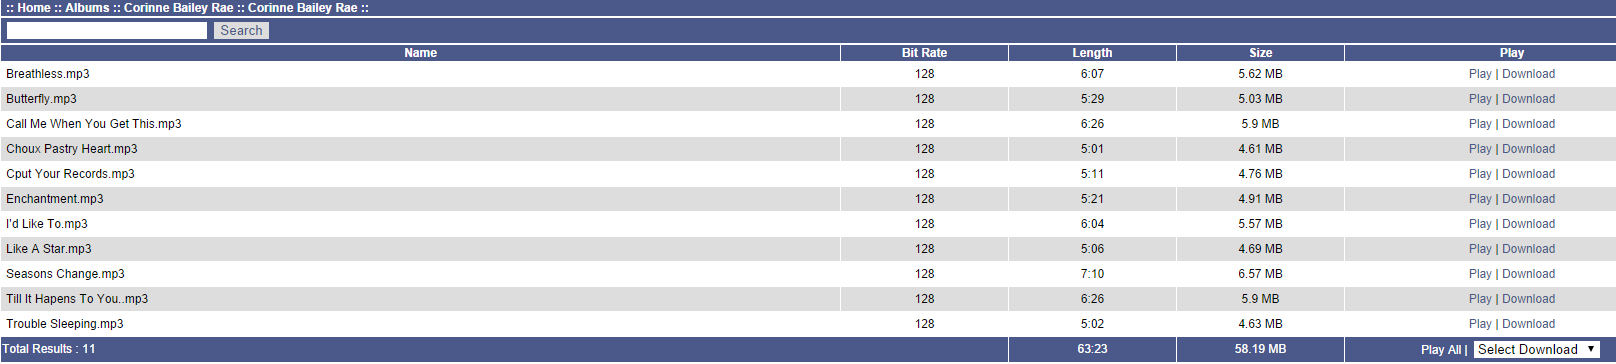 :: Home :: Albums :: Corinne Bailey Rae :: Corinne Bailey Rae ::
Search
Name Bit Rate Length Size Play
Breathless.mp3 128 6:07 5.62 MB Play | Download
Butterfly.mp3 128 5:29 5.03 MB Play | Download
Call Me When You Get This.mp3 128 6:26 5.9 MB Play | Download
Choux Pastry Heart.mp3 128 5:01 4.61 MB Play | Download
Cput Your Records.mp3 128 5:11 4.76 MB Play | Download
Enchantment.mp3 128 5:21 4.91 MB Play | Download
I'd Like To.mp3 128 6:04 5.57 MB Play | Download
Like A Star.mp3 128 5:06 4.69 MB Play | Download
Seasons Change.mp3 128 7:10 6.57 MB Play | Download
Till It Hapens To You..mp3 128 6:26 5.9 MB Play | Download
Trouble Sleeping.mp3 128 5:02 4.63 MB Play | Download
Total Results : 11 63:23 58.19 MB Play All | Select Download